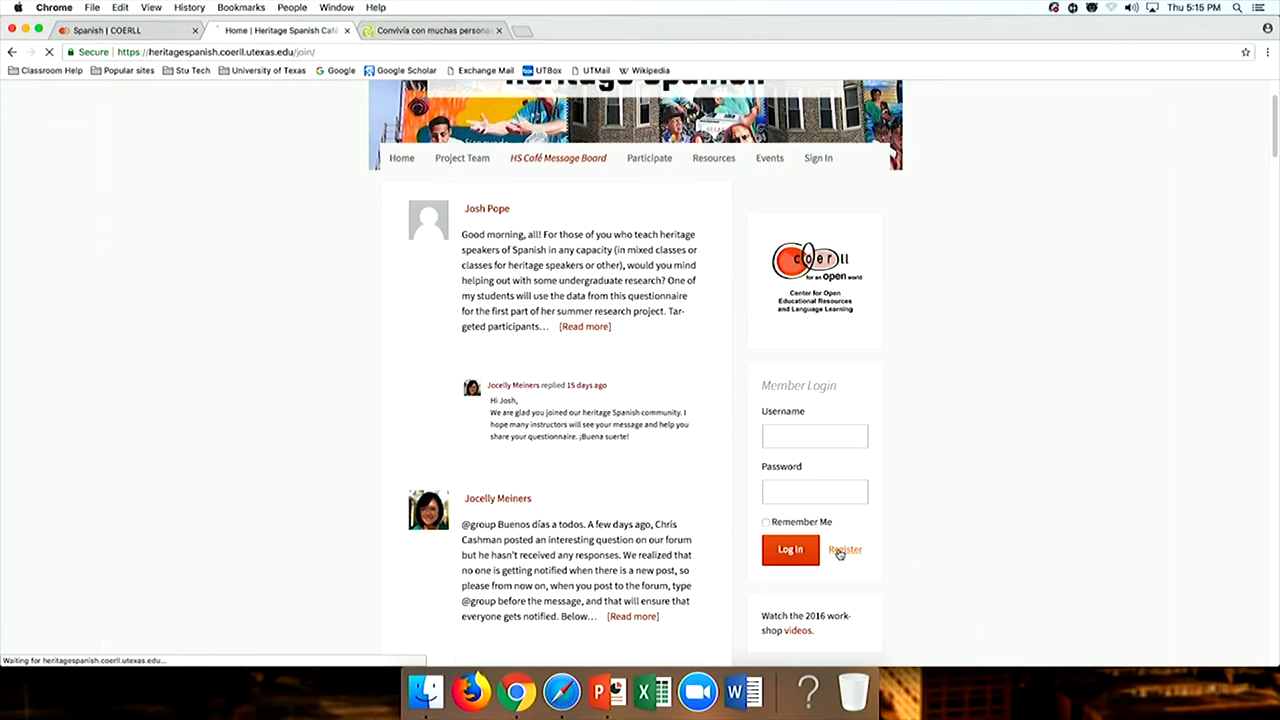 Chrome File Edit View History Bookmarks People Window Help Thu 5:15 PM
Spanish | COERLL Home | Heritage Spanish Caf Convivía con muchas persona
Secure https://heritagespanish.coerll.utexas.edu/join/
Classroom Help Popular sites Stu Tech University of Texas Google Google Scholar Exchange Mail UTBox UTMail Wikipedia
Heritage Spanish
Home Project Team HS Café Message Board Participate Resources Events Sign In
Josh Pope
Good morning, all! For those of you who teach heritage
speakers of Spanish in any capacity (in mixed classes or
classes for heritage speakers or other), would you mind
helping out with some undergraduate research? One of
my students will use the data from this questionnaire
for the first part of her summer research project. Tar-
geted participants… [Read more]
Jocelly Meiners replied 15 days ago
Hi Josh,
We are glad you joined our heritage Spanish community. I
hope many instructors will see your message and help you
share your questionnaire. ¡Buena suerte!
Jocelly Meiners
@group Buenos días a todos. A few days ago, Chris
Cashman posted an interesting question on our forum
but he hasn't received any responses. We realized that
no one is getting notified when there is a new post, so
please from now on, when you post to the forum, type
@group before the message, and that will ensure that
everyone gets notified. Below… [Read more]
coerll
for an open world
Center for Open
Educational Resources
and Language Learning
Member Login
Username
Password
Remember Me
Log In Register
Watch the 2016 work-
shop videos.
Waiting for heritagespanish.coerll.utexas.edu...